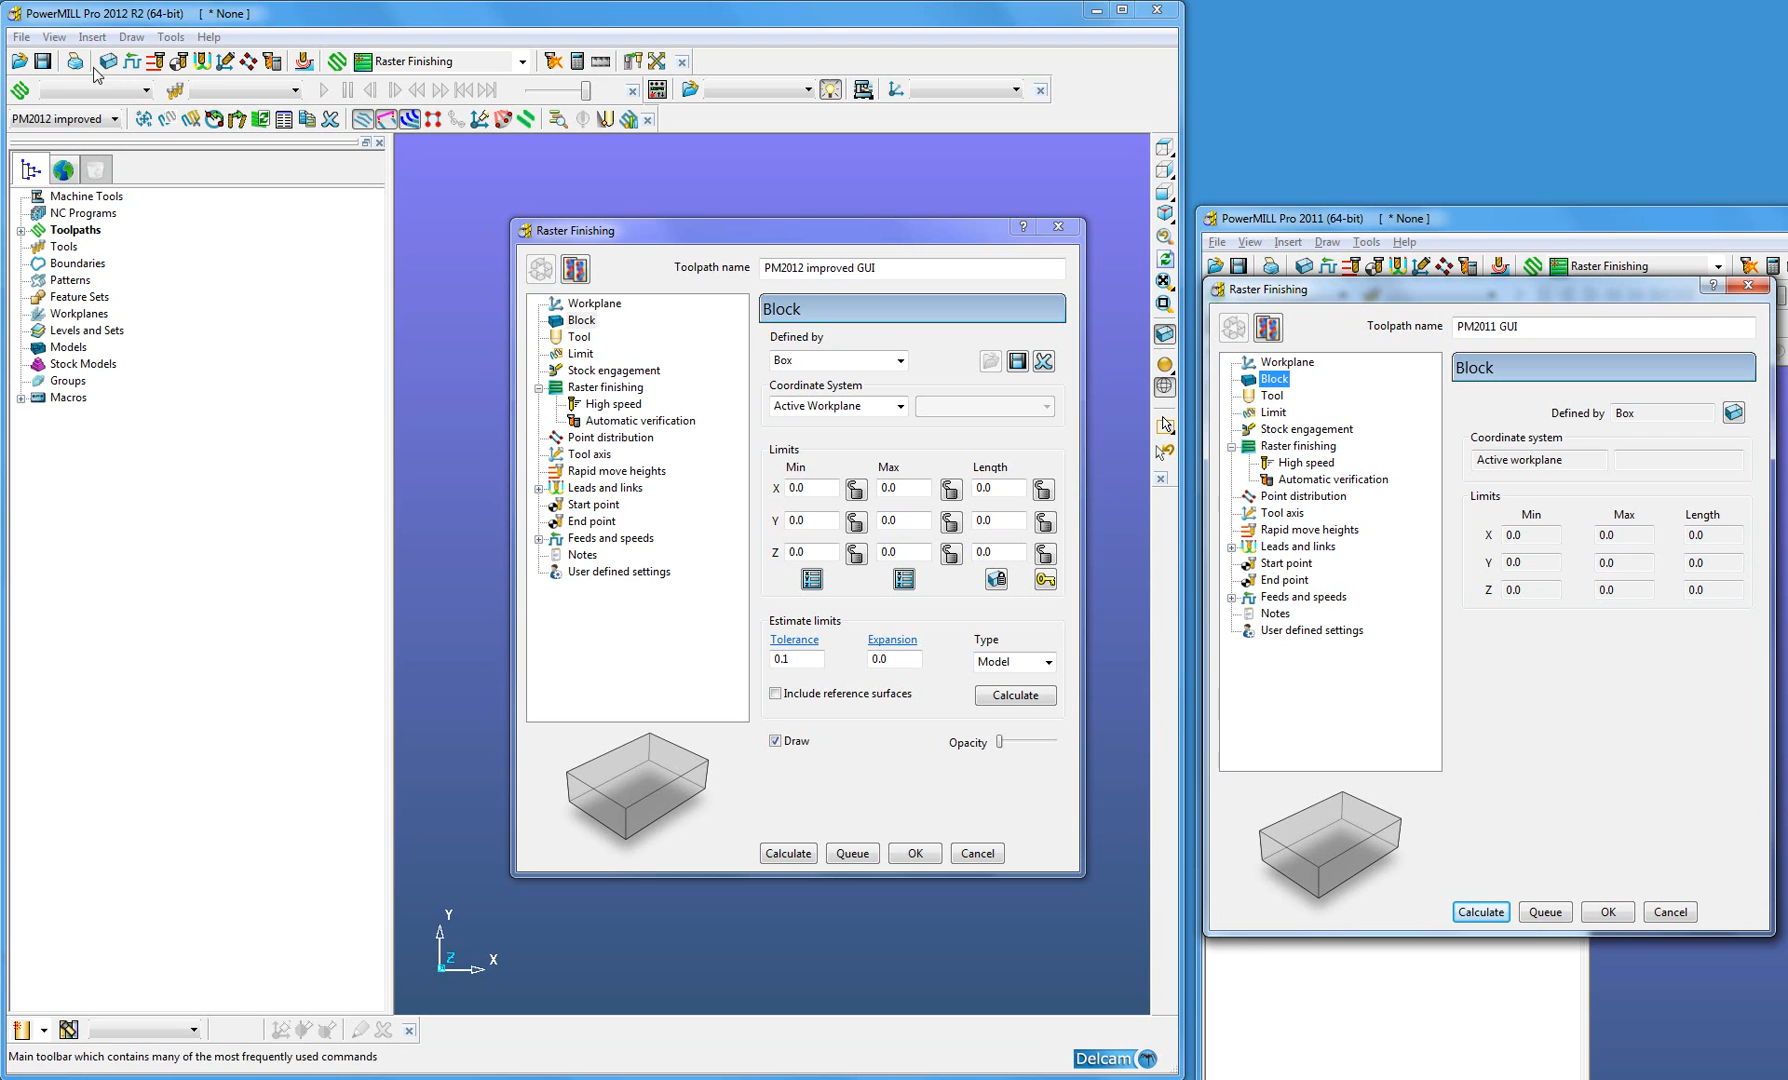 PowerMILL Pro 2012 R2 (64-bit) [ * None ]
File View Insert Draw Tools Help
Raster Finishing
PM2012 improved
Machine Tools
NC Programs
Toolpaths
Tools
Boundaries
Patterns
Feature Sets
Workplanes
Levels and Sets
Models
Stock Models
Groups
Macros
Raster Finishing
Toolpath name PM2012 improved GUI
Workplane
Block
Tool
Limit
Stock engagement
Raster finishing
High speed
Automatic verification
Point distribution
Tool axis
Rapid move heights
Leads and links
Start point
End point
Feeds and speeds
Notes
User defined settings
Block
Defined by
Box
Coordinate System
Active Workplane
Limits
Min Max Length
X 0.0 0.0 0.0
Y 0.0 0.0 0.0
Z 0.0 0.0 0.0
Estimate limits
Tolerance Expansion Type
0.1 0.0 Model
Include reference surfaces Calculate
Draw Opacity
Calculate Queue OK Cancel
Y
Z X
Main toolbar which contains many of the most frequently used commands
Delcam
PowerMILL Pro 2011 (64-bit) [ * None ]
File View Insert Draw Tools Help
Raster Finishing
Raster Finishing
Toolpath name PM2011 GUI
Workplane
Block
Tool
Limit
Stock engagement
Raster finishing
High speed
Automatic verification
Point distribution
Tool axis
Rapid move heights
Leads and links
Start point
End point
Feeds and speeds
Notes
User defined settings
Block
Defined by Box
Coordinate system
Active workplane
Limits
Min Max Length
X 0.0 0.0 0.0
Y 0.0 0.0 0.0
Z 0.0 0.0 0.0
Calculate Queue OK Cancel